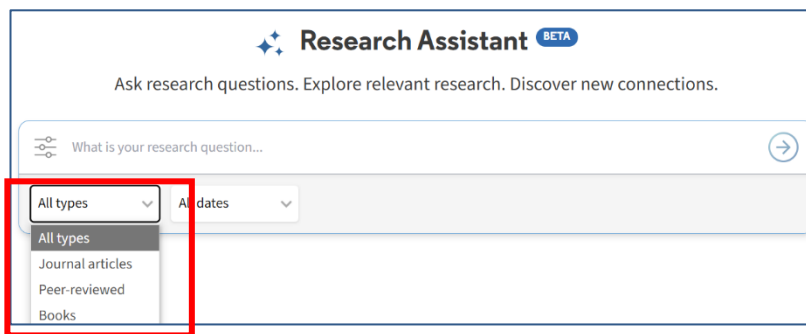 Research Assistant BETA
Ask research questions. Explore relevant research. Discover new connections.
What is your research question...
All types All dates
All types
Journal articles
Peer-reviewed
Books